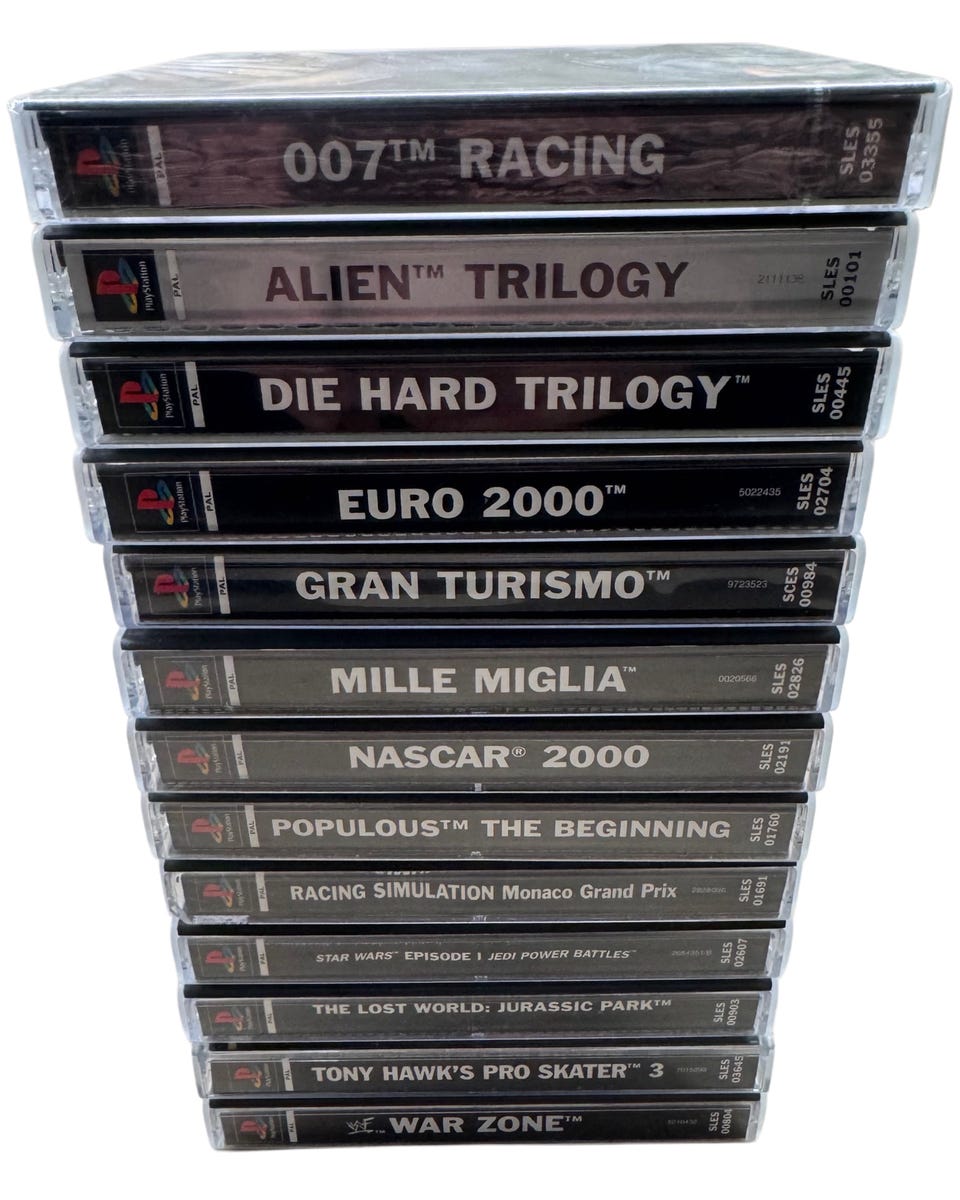 PlayStation
PAL
007™ RACING
SLES
03355
PlayStation
PAL
ALIEN™ TRILOGY
2111136
SLES
00101
PlayStation
PAL
DIE HARD TRILOGY™
SLES
00445
PlayStation
PAL
EURO 2000™
5022435
SLES
02704
PlayStation
PAL
GRAN TURISMO™
9723523
SCES
00984
PlayStation
PAL
MILLE MIGLIA™
0020566
SLES
02826
PlayStation
PAL
NASCAR® 2000
SLES
02191
PlayStation
PAL
POPULOUS™ THE BEGINNING
SLES
01760
PlayStation
PAL
RACING SIMULATION Monaco Grand Prix
SLES
01691
PlayStation
PAL
STAR WARS™ EPISODE I JEDI POWER BATTLES™
SLES
02607
PlayStation
PAL
THE LOST WORLD: JURASSIC PARK™
SLES
00903
PlayStation
PAL
TONY HAWK'S PRO SKATER™ 3
SLES
03645
PlayStation
PAL
WF™ WAR ZONE™
SLES
00804